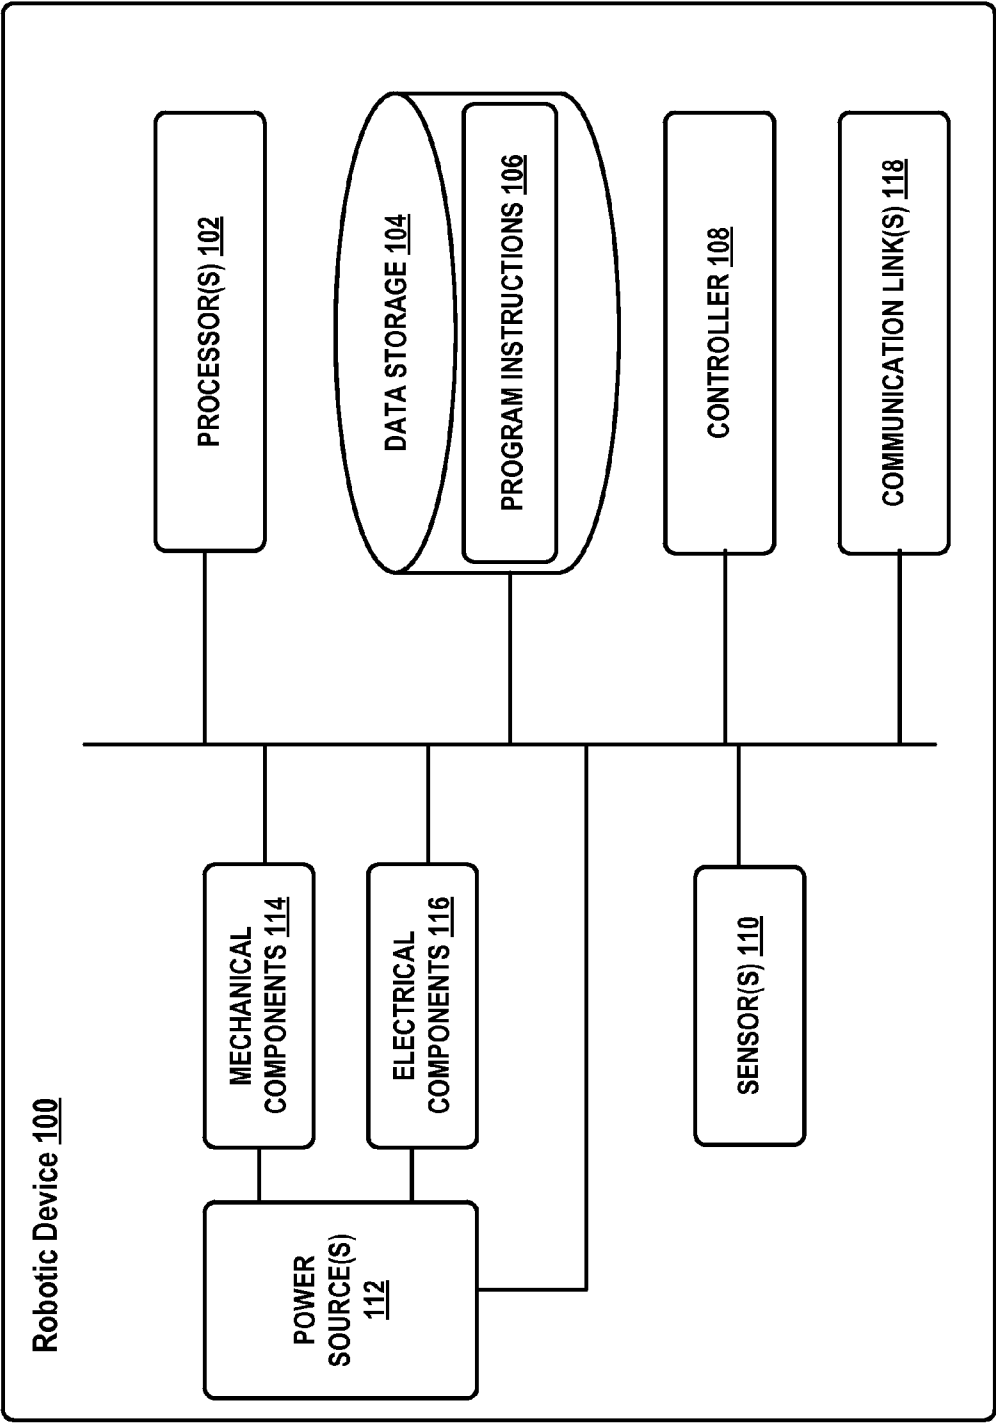 Robotic Device 100
POWER
SOURCE(S)
112
MECHANICAL
COMPONENTS 114
ELECTRICAL
COMPONENTS 116
SENSOR(S) 110
PROCESSOR(S) 102
DATA STORAGE 104
PROGRAM INSTRUCTIONS 106
CONTROLLER 108
COMMUNICATION LINK(S) 118